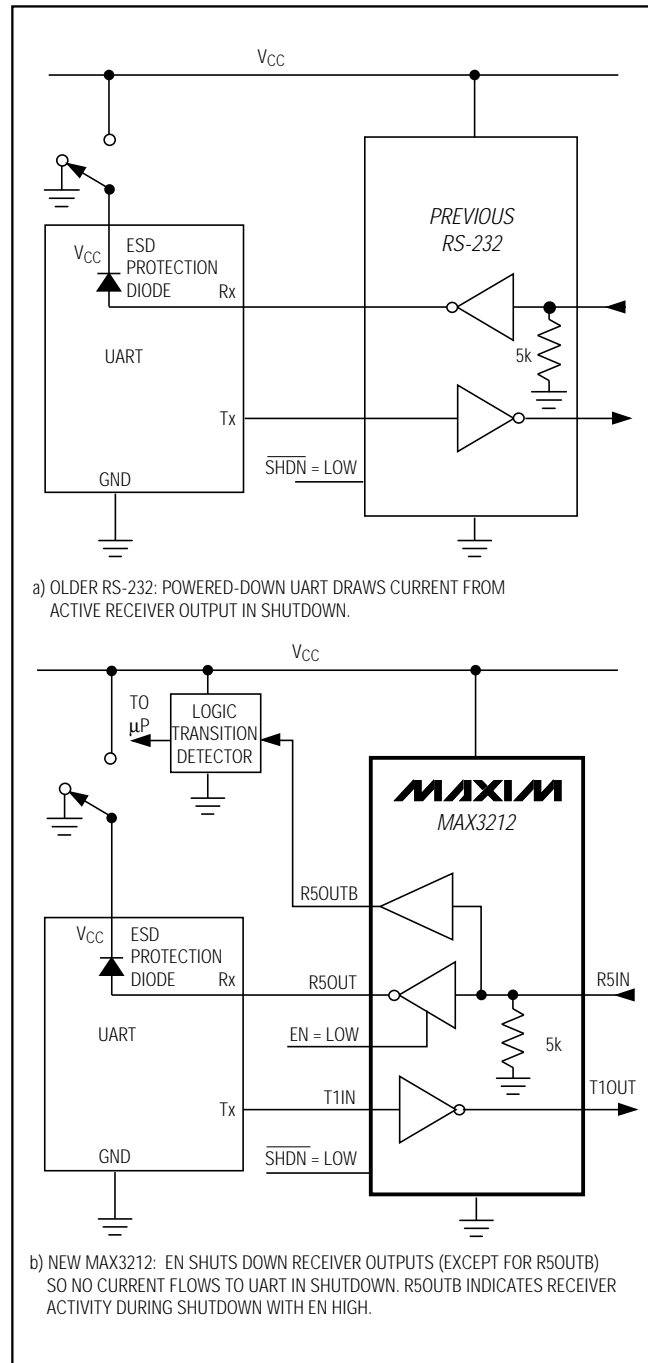 VCC
PREVIOUS
RS-232
VCC
ESD
PROTECTION
DIODE
Rx
UART
5k
Tx
SHDN = LOW
GND
a) OLDER RS-232: POWERED-DOWN UART DRAWS CURRENT FROM
ACTIVE RECEIVER OUTPUT IN SHUTDOWN.
VCC
TO
μP
LOGIC
TRANSITION
DETECTOR
MAXIM
MAX3212
R5OUTB
VCC
ESD
PROTECTION
DIODE
Rx
R5OUT
R5IN
UART
EN = LOW
5k
Tx
T1IN
T1OUT
SHDN = LOW
GND
b) NEW MAX3212: EN SHUTS DOWN RECEIVER OUTPUTS (EXCEPT FOR R5OUTB)
SO NO CURRENT FLOWS TO UART IN SHUTDOWN. R5OUTB INDICATES RECEIVER
ACTIVITY DURING SHUTDOWN WITH EN HIGH.